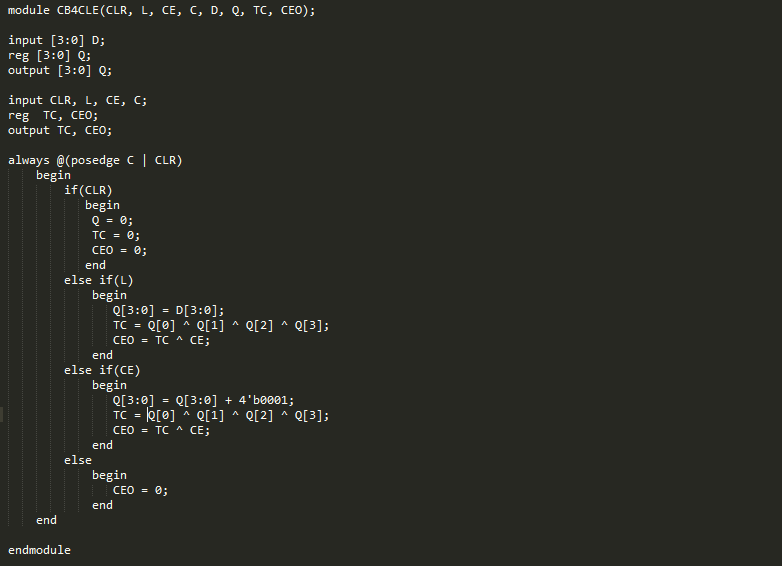 module CB4CLE(CLR, L, CE, C, D, Q, TC, CEO);
input [3:0] D;
reg [3:0] Q;
output [3:0] Q;
input CLR, L, CE, C;
reg  TC, CEO;
output TC, CEO;
always @(posedge C | CLR)
begin
if(CLR)
begin
Q = 0;
TC = 0;
CEO = 0;
end
else if(L)
begin
Q[3:0] = D[3:0];
TC = Q[0] ^ Q[1] ^ Q[2] ^ Q[3];
CEO = TC ^ CE;
end
else if(CE)
begin
Q[3:0] = Q[3:0] + 4'b0001;
TC = Q[0] ^ Q[1] ^ Q[2] ^ Q[3];
CEO = TC ^ CE;
end
else
begin
CEO = 0;
end
end
endmodule